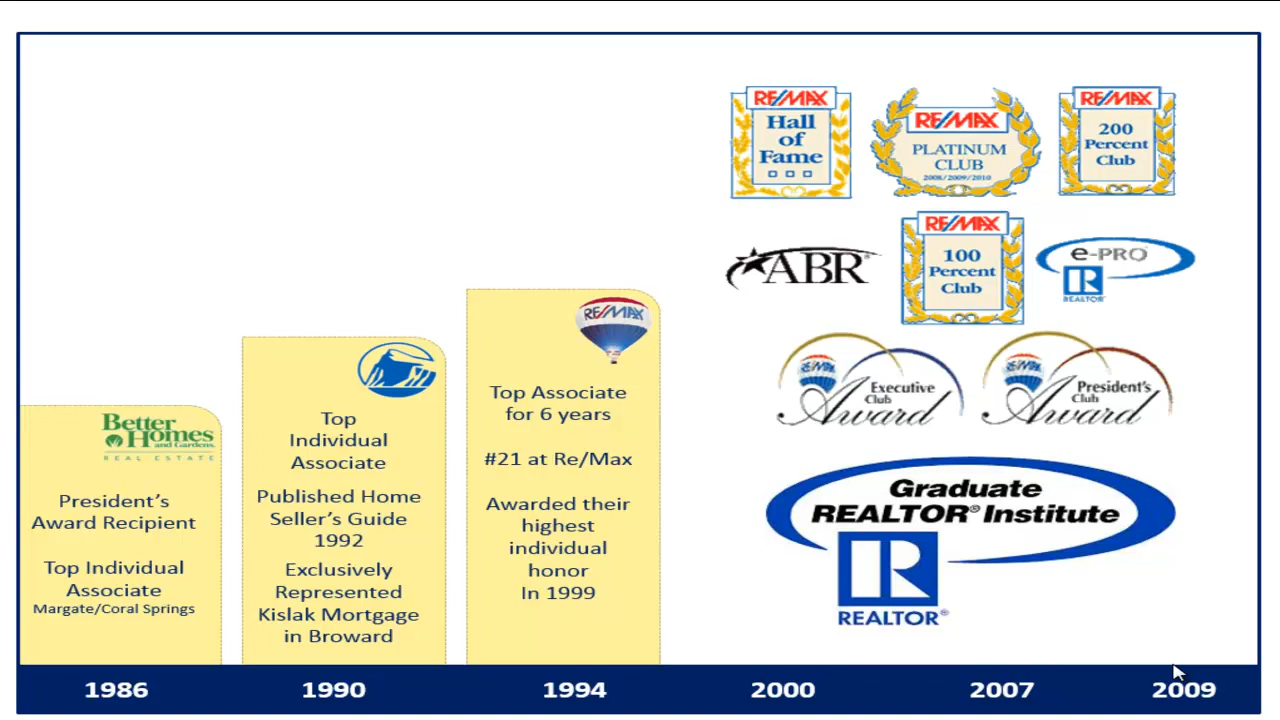 Better
Homes
and Gardens
REAL ESTATE
President's
Award Recipient
Top Individual
Associate
Margate/Coral Springs
Top
Individual
Associate
Published Home
Seller's Guide
1992
Exclusively
Represented
Kislak Mortgage
in Broward
RE/MAX
Top Associate
for 6 years
#21 at Re/Max
Awarded their
highest
individual
honor
In 1999
RE/MAX
Hall
of
Fame
RE/MAX
PLATINUM
CLUB
2008/2009/2010
RE/MAX
200
Percent
Club
ABR®
RE/MAX
100
Percent
Club
e-PRO
REALTOR®
RE/MAX
Executive
Club
Award
RE/MAX
President's
Club
Award
Graduate
REALTOR® Institute
REALTOR®
1986 1990 1994 2000 2007 2009